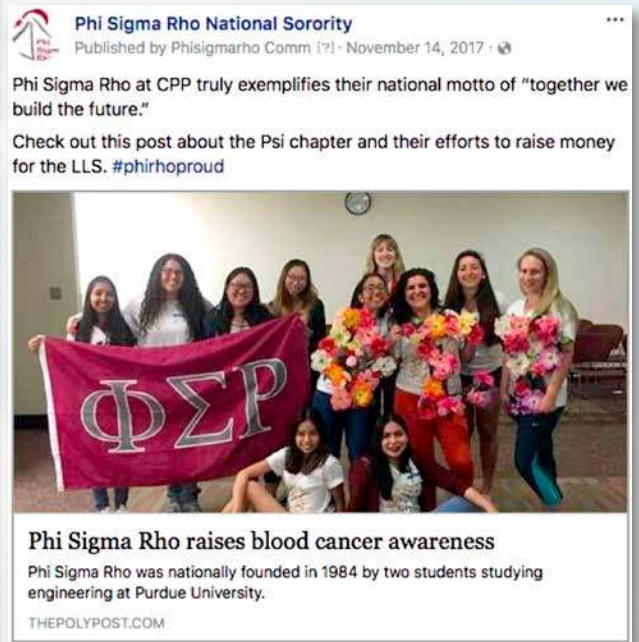 Phi Sigma Rho National Sorority
Published by Phisigmarho Comm [?] · November 14, 2017 ·
Phi Sigma Rho at CPP truly exemplifies their national motto of “together we
build the future.”
Check out this post about the Psi chapter and their efforts to raise money
for the LLS. #phirhoproud
ΦΣΡ
Phi Sigma Rho raises blood cancer awareness
Phi Sigma Rho was nationally founded in 1984 by two students studying
engineering at Purdue University.
THEPOLYPOST.COM